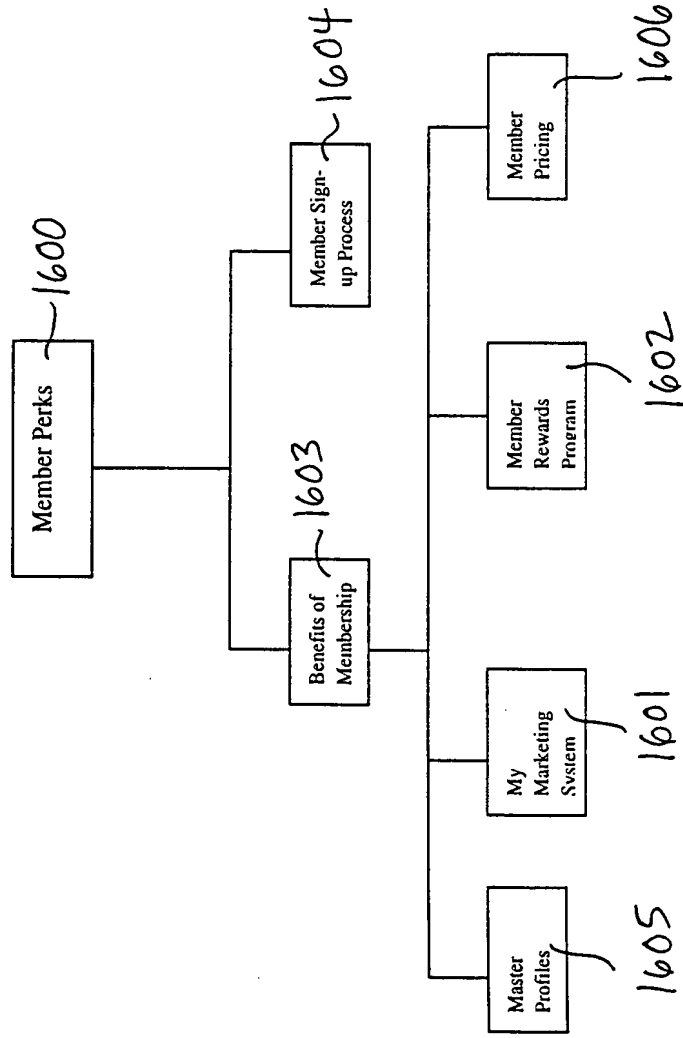 Member Perks
1600
Benefits of
Membership
1603
Member Sign-
up Process
1604
Master
Profiles
1605
My
Marketing
System
1601
Member
Rewards
Program
1602
Member
Pricing
1606